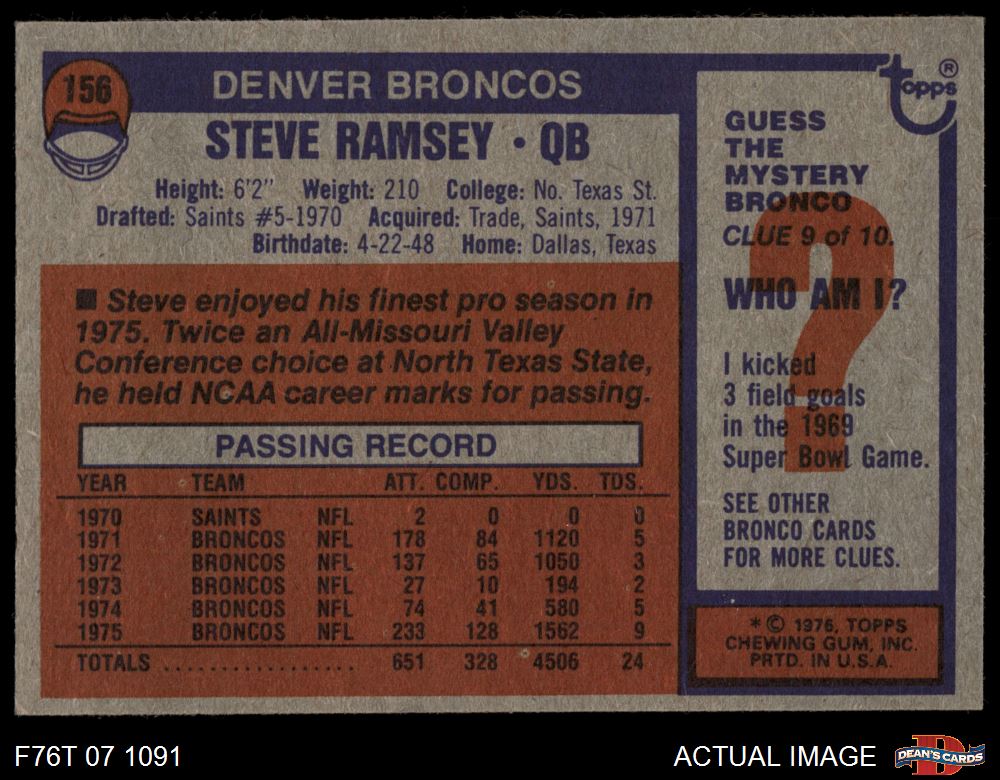 156
DENVER BRONCOS
STEVE RAMSEY • QB
Height: 6'2" Weight: 210 College: No. Texas St.
Drafted: Saints #5-1970 Acquired: Trade, Saints, 1971
Birthdate: 4-22-48 Home: Dallas, Texas
■ Steve enjoyed his finest pro season in
1975. Twice an All-Missouri Valley
Conference choice at North Texas State,
he held NCAA career marks for passing.
PASSING RECORD
YEAR TEAM ATT. COMP. YDS. TDS.
1970 SAINTS NFL 2 0 0 0
1971 BRONCOS NFL 178 84 1120 5
1972 BRONCOS NFL 137 65 1050 3
1973 BRONCOS NFL 27 10 194 2
1974 BRONCOS NFL 74 41 580 5
1975 BRONCOS NFL 233 128 1562 9
TOTALS .................. 651 328 4506 24
topps ®
GUESS
THE
MYSTERY
BRONCO
CLUE 9 of 10.
?
WHO AM I?
I kicked
3 field goals
in the 1969
Super Bowl Game.
SEE OTHER
BRONCO CARDS
FOR MORE CLUES.
* © 1976, TOPPS
CHEWING GUM, INC.
PRTD. IN U.S.A.
F76T 07 1091
ACTUAL IMAGE
D
DEAN'S CARDS